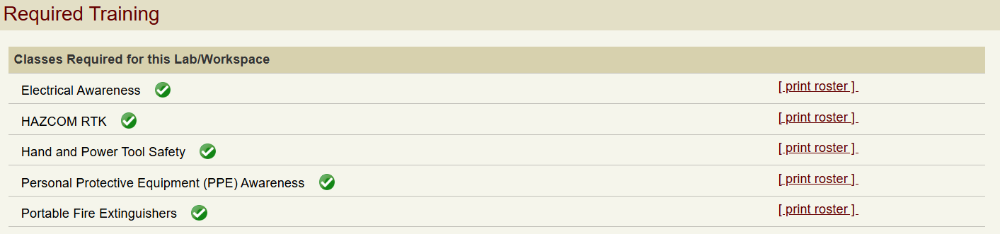 Required Training
Classes Required for this Lab/Workspace
Electrical Awareness [ print roster ]
HAZCOM RTK [ print roster ]
Hand and Power Tool Safety [ print roster ]
Personal Protective Equipment (PPE) Awareness [ print roster ]
Portable Fire Extinguishers [ print roster ]